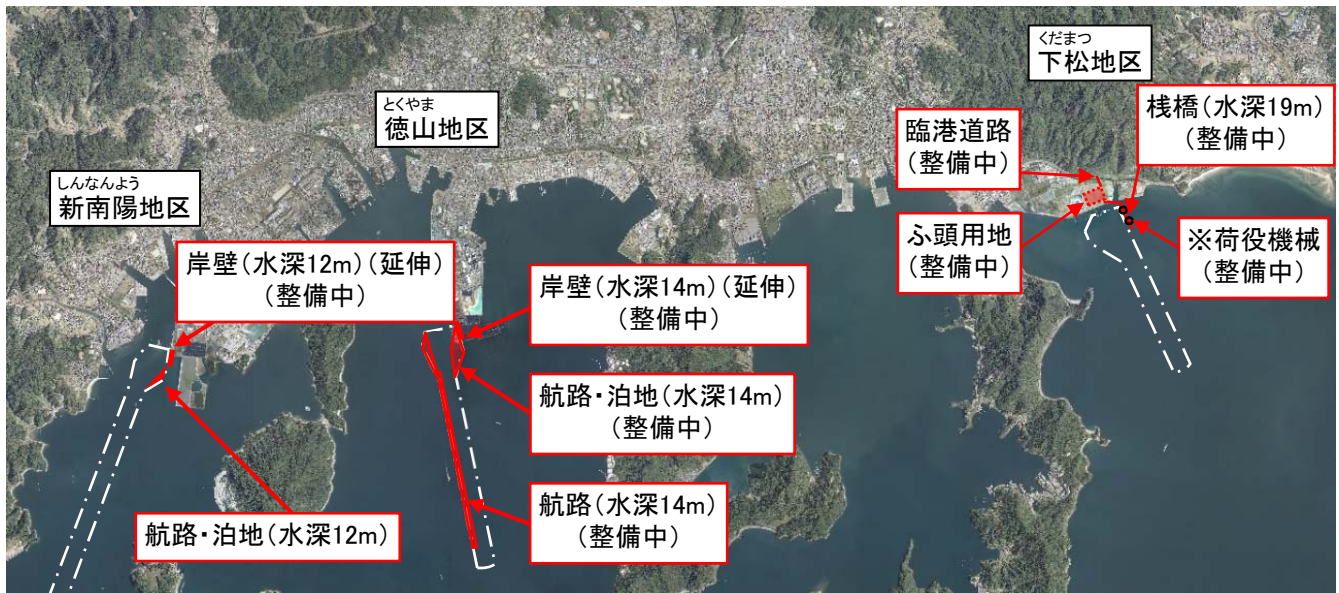 しんなんよう
新南陽地区
岸壁(水深12m)(延伸)
(整備中)
航路・泊地(水深12m)
とくやま
徳山地区
岸壁(水深14m)(延伸)
(整備中)
航路・泊地(水深14m)
(整備中)
航路(水深14m)
(整備中)
くだまつ
下松地区
臨港道路
(整備中)
ふ頭用地
(整備中)
桟橋(水深19m)
(整備中)
※荷役機械
(整備中)